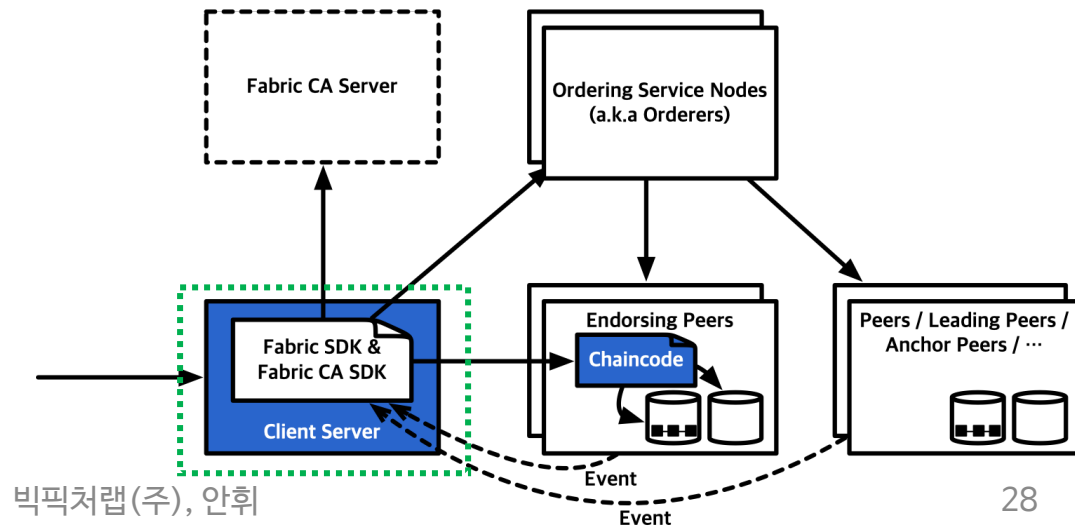 Fabric CA Server
Ordering Service Nodes
(a.k.a Orderers)
Fabric SDK &
Fabric CA SDK
Client Server
Endorsing Peers
Chaincode
Peers / Leading Peers /
Anchor Peers / …
Event
Event
빅픽처랩(주), 안휘
28